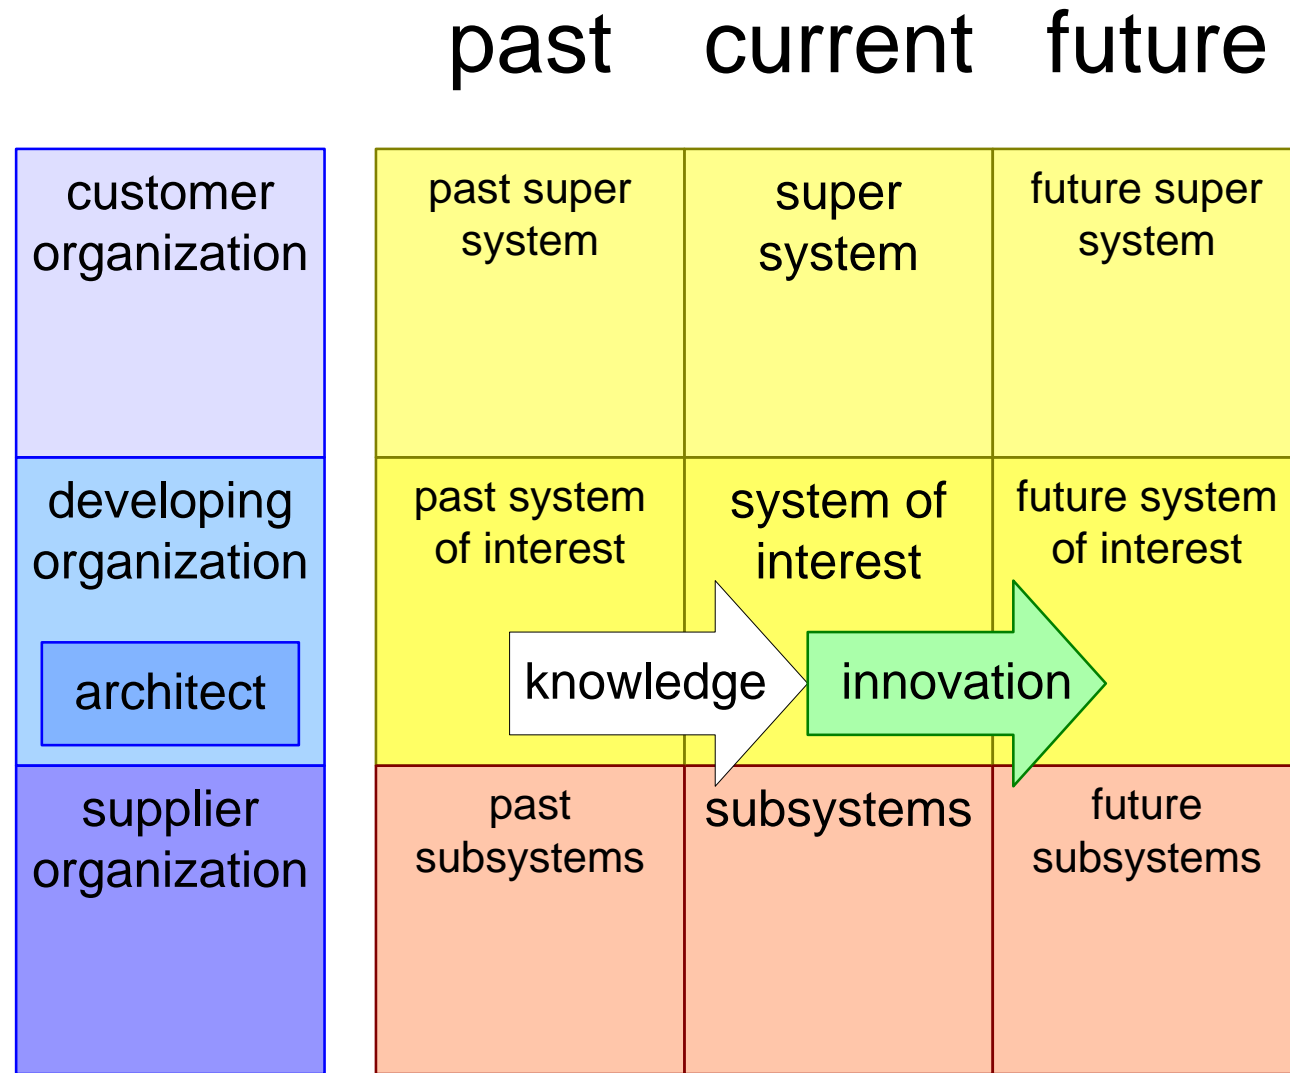 past current future
customer
organization
past super
system
super
system
future super
system
developing
organization
architect
past system
of interest
system of
interest
future system
of interest
knowledge
innovation
supplier
organization
past
subsystems
subsystems
future
subsystems